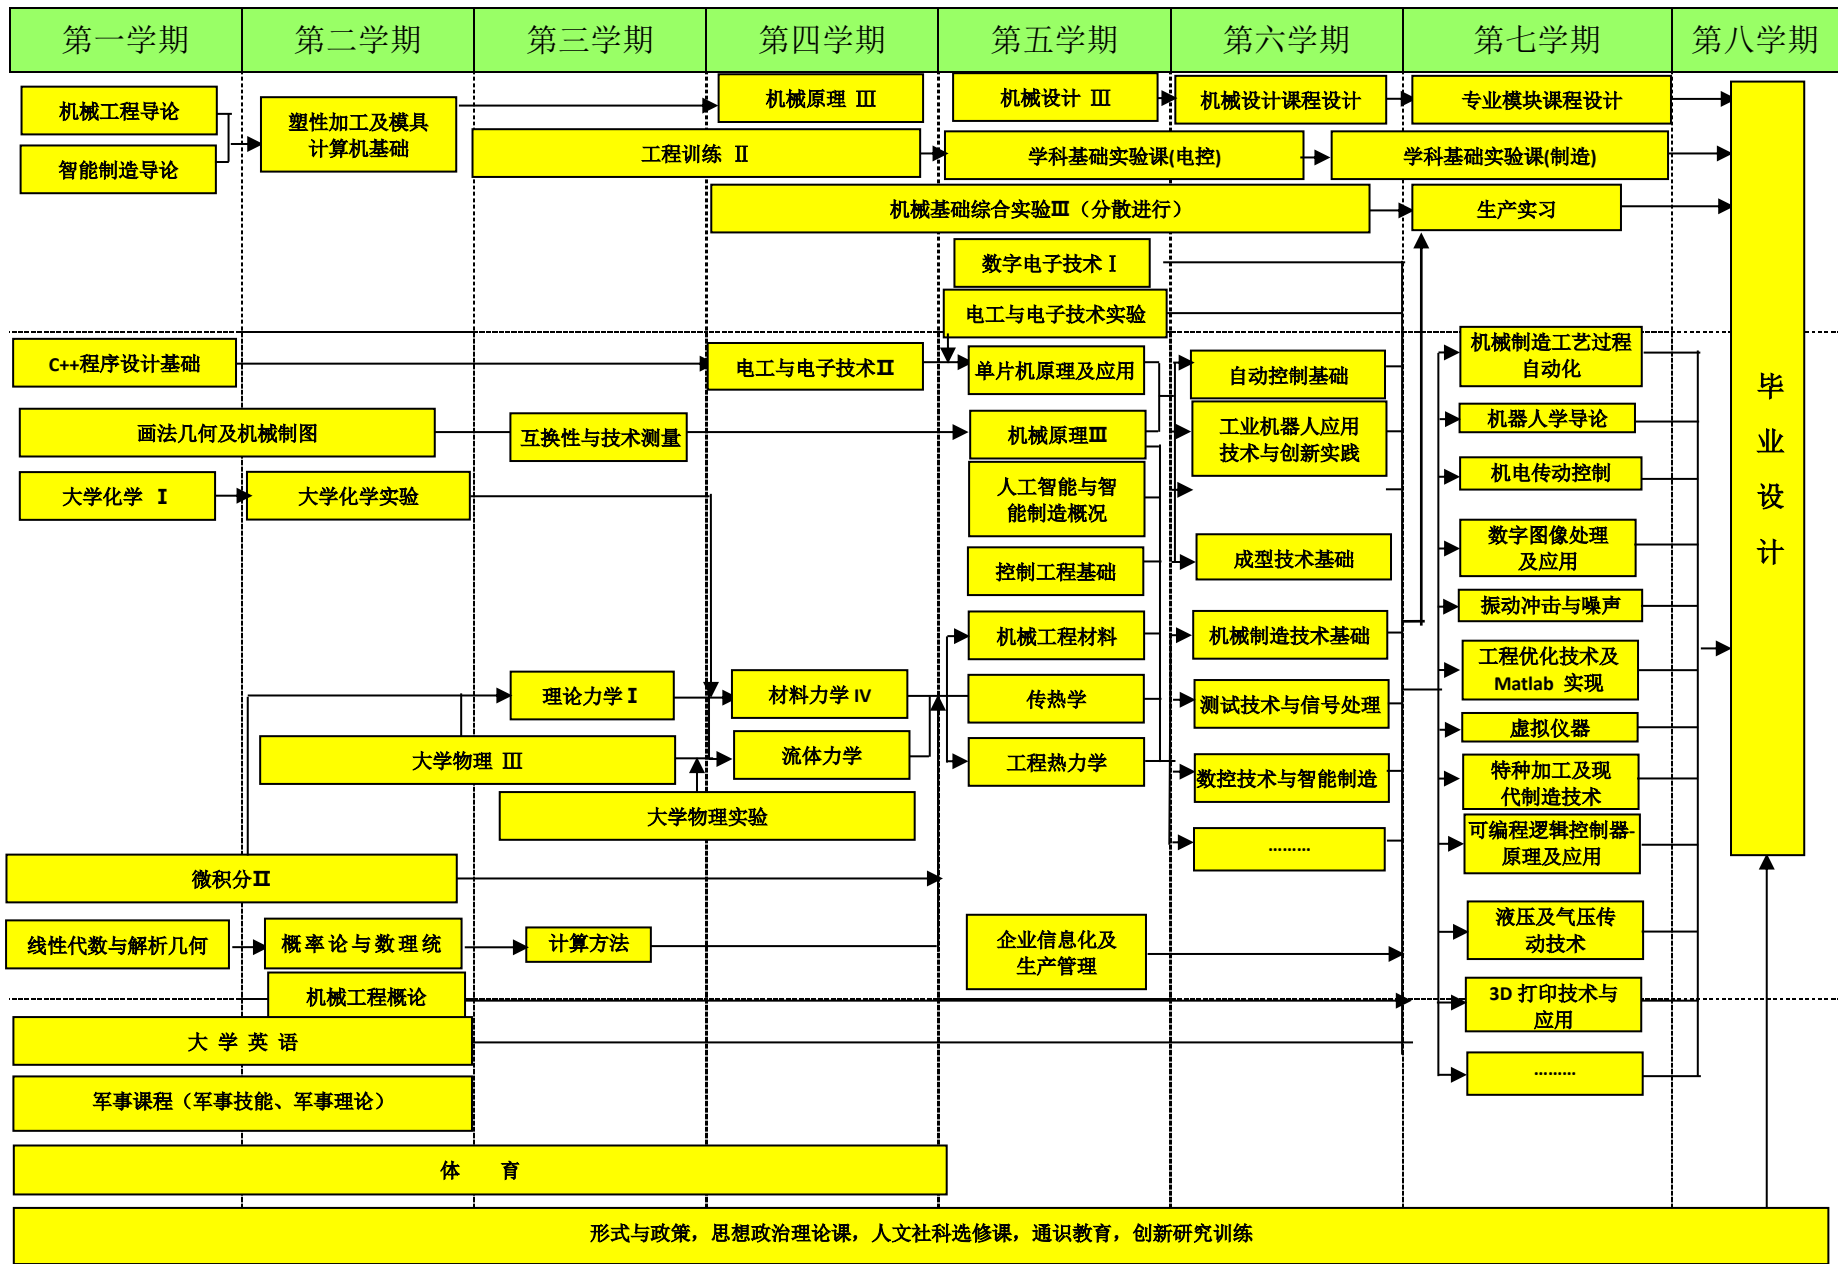 第一学期
第二学期
第三学期
第四学期
第五学期
第六学期
第七学期
第八学期
机械工程导论
智能制造导论
塑性加工及模具
计算机基础
机械原理 Ⅲ
机械设计 Ⅲ
机械设计课程设计
专业模块课程设计
工程训练 Ⅱ
学科基础实验课(电控)
学科基础实验课(制造)
机械基础综合实验Ⅲ（分散进行）
生产实习
数字电子技术Ⅰ
电工与电子技术实验
C++程序设计基础
电工与电子技术Ⅱ
单片机原理及应用
自动控制基础
机械制造工艺过程
自动化
画法几何及机械制图
互换性与技术测量
机械原理Ⅲ
工业机器人应用
技术与创新实践
机器人学导论
大学化学 Ⅰ
大学化学实验
人工智能与智
能制造概况
机电传动控制
控制工程基础
成型技术基础
数字图像处理
及应用
机械工程材料
机械制造技术基础
振动冲击与噪声
理论力学Ⅰ
材料力学 IV
传热学
测试技术与信号处理
工程优化技术及
Matlab 实现
大学物理 Ⅲ
流体力学
工程热力学
数控技术与智能制造
虚拟仪器
特种加工及现
代制造技术
大学物理实验
………
可编程逻辑控制器-
原理及应用
微积分Ⅱ
线性代数与解析几何
概率论与数理统
计算方法
企业信息化及
生产管理
液压及气压传
动技术
机械工程概论
3D 打印技术与
应用
大 学 英 语
………
军事课程（军事技能、军事理论）
体 育
毕
业
设
计
形式与政策，思想政治理论课，人文社科选修课，通识教育，创新研究训练